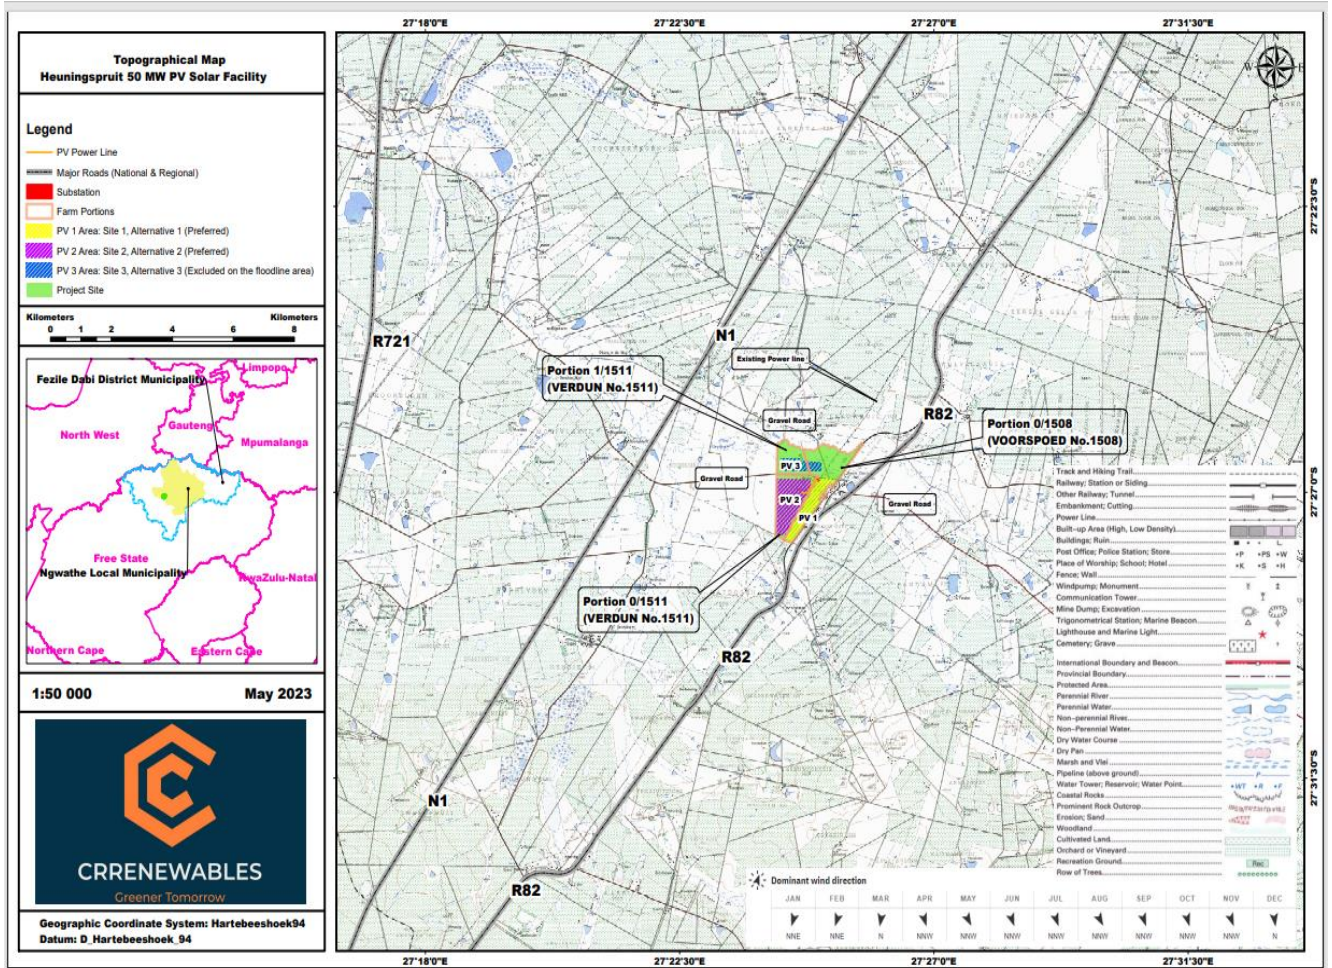 Topographical Map
Heuningspruit 50 MW PV Solar Facility
Legend
PV Power Line
Major Roads (National & Regional)
Substation
Farm Portions
PV 1 Area: Site 1, Alternative 1 (Preferred)
PV 2 Area: Site 2, Alternative 2 (Preferred)
PV 3 Area: Site 3, Alternative 3 (Excluded on the floodline area)
Project Site
Kilometers Kilometers
0 1 2 4 6 8
Fezile Dabi District Municipality
Limpopo
North West
Gauteng
Mpumalanga
Free State
Ngwathe Local Municipality
KwaZulu-Natal
Northern Cape
Eastern Cape
1:50 000 May 2023
CRRENEWABLES
Greener Tomorrow
Geographic Coordinate System: Hartebeeshoek94
Datum: D_Hartebeeshoek_94
27°18'0"E 27°22'30"E 27°27'0"E 27°31'30"E
N
W E
S
27°22'30"S
27°27'0"S
27°31'30"S
R721
N1
Existing Power line
Portion 1/1511
(VERDUN No.1511)
Gravel Road
R82
Portion 0/1508
(VOORSPOED No.1508)
PV 3
Gravel Road
PV 2
PV 1
Gravel Road
Portion 0/1511
(VERDUN No.1511)
R82
N1
R82
Track and Hiking Trail
Railway; Station or Siding
Other Railway; Tunnel
Embankment; Cutting
Power Line
Built-up Area (High, Low Density)
Buildings; Ruin
Post Office; Police Station; Store •P •PS •W
Place of Worship; School; Hotel •K •S •H
Fence; Wall
Windpump; Monument
Communication Tower
Mine Dump; Excavation
Trigonometrical Station; Marine Beacon
Lighthouse and Marine Light
Cemetery; Grave
International Boundary and Beacon
Provincial Boundary
Protected Area
Perennial River
Perennial Water
Non-perennial River
Non-Perennial Water
Dry Water Course
Dry Pan
Marsh and Vlei
Pipeline (above ground) P
Water Tower; Reservoir; Water Point •WT •R •F
Coastal Rocks
Prominent Rock Outcrop
Erosion; Sand
Woodland
Cultivated Land
Orchard or Vineyard
Recreation Ground Rec
Row of Trees
Dominant wind direction
JAN FEB MAR APR MAY JUN JUL AUG SEP OCT NOV DEC
NNE NNE N NNW NNW NNW NNW NNW NNW NNW NNW N
27°18'0"E 27°22'30"E 27°27'0"E 27°31'30"E